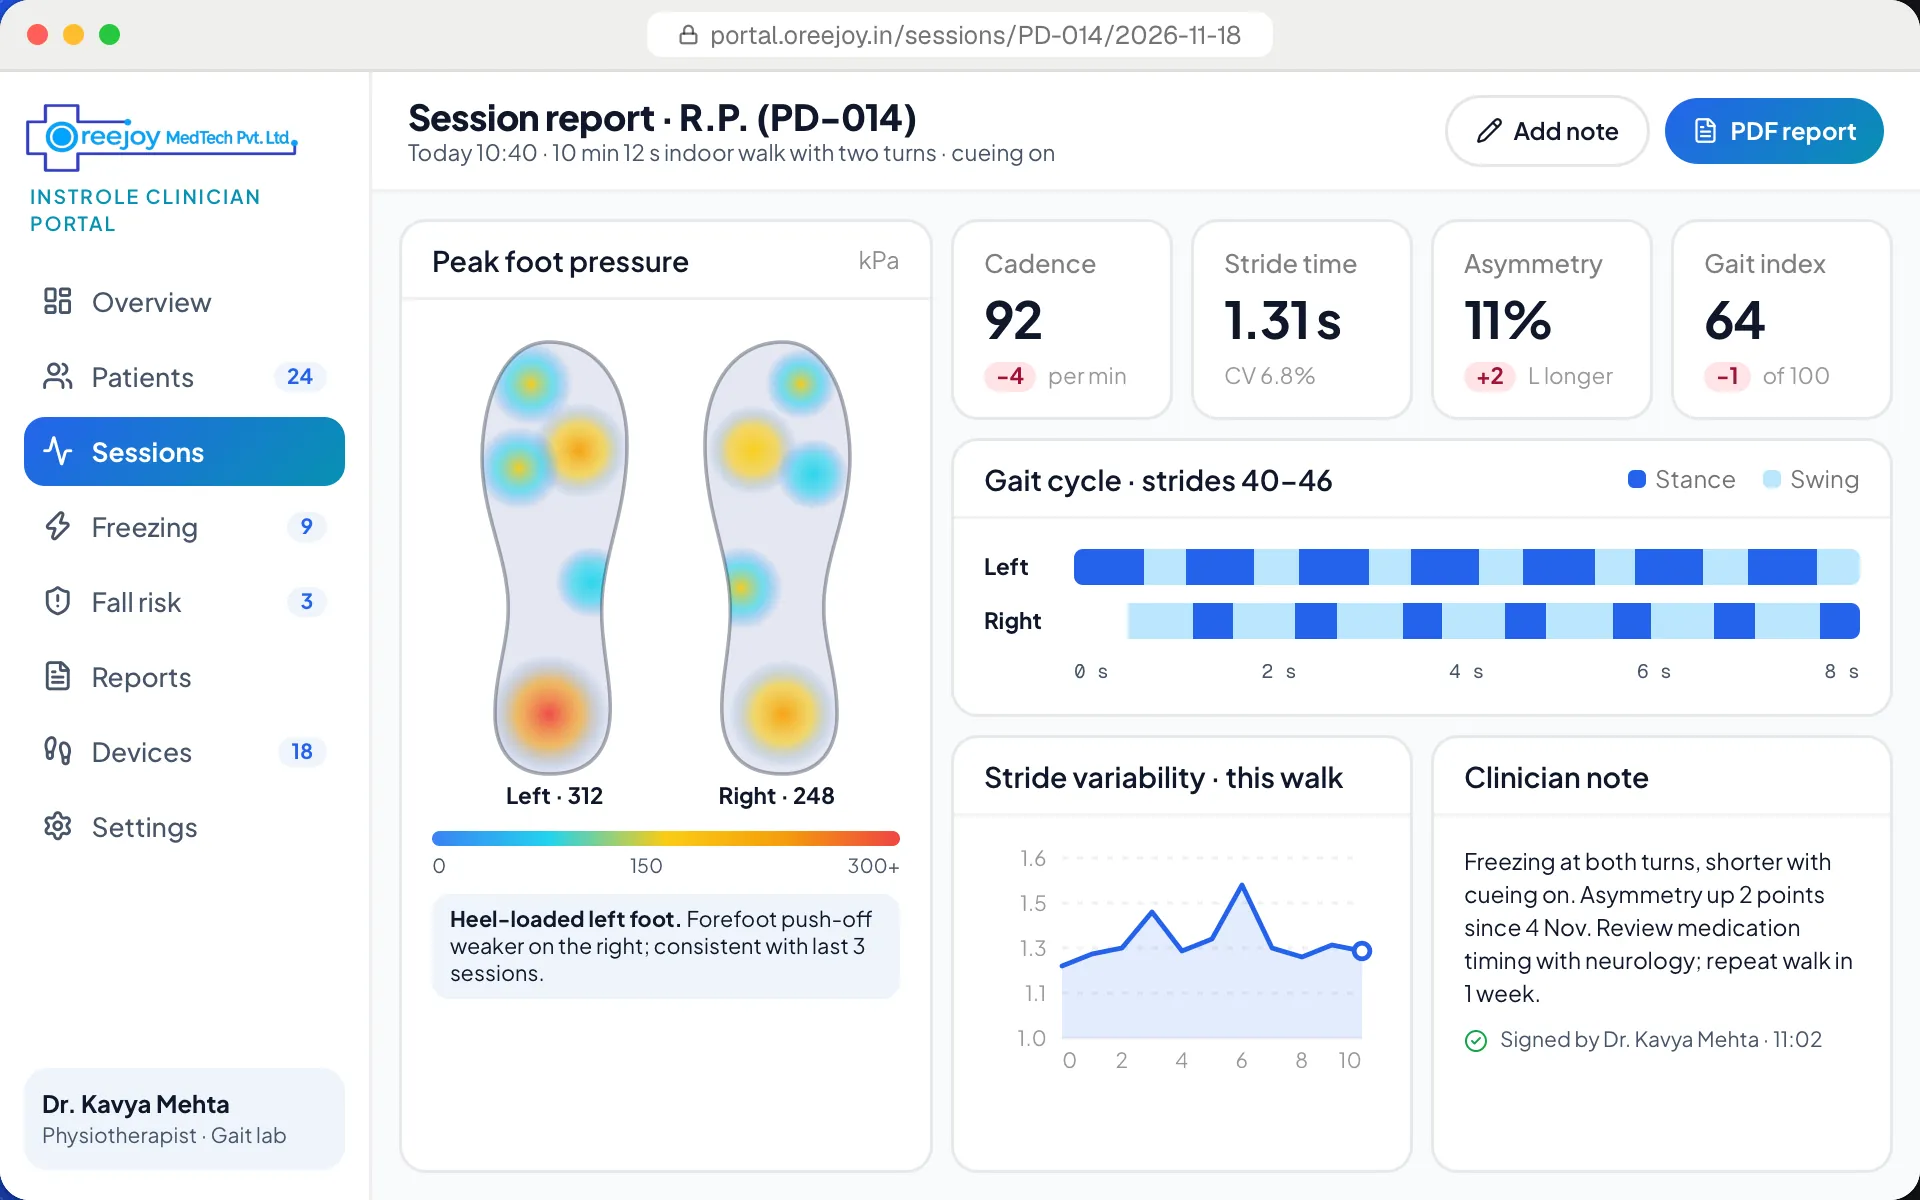 portal.oreejoy.in/sessions/PD-014/2026-11-18
Oreejoy MedTech Pvt. Ltd.
INSTROLE CLINICIAN
PORTAL
Overview
Patients 24
Sessions
Freezing 9
Fall risk 3
Reports
Devices 18
Settings
Dr. Kavya Mehta
Physiotherapist · Gait lab
Session report · R.P. (PD-014)
Today 10:40 · 10 min 12 s indoor walk with two turns · cueing on
Add note
PDF report
Peak foot pressure kPa
Left · 312 Right · 248
0 150 300+
Heel-loaded left foot. Forefoot push-off
weaker on the right; consistent with last 3
sessions.
Cadence
92
-4 per min
Stride time
1.31 s
CV 6.8%
Asymmetry
11%
+2 L longer
Gait index
64
-1 of 100
Gait cycle · strides 40–46 Stance Swing
Left
Right
0 s 2 s 4 s 6 s 8 s
Stride variability · this walk
1.6
1.5
1.3
1.1
1.0
0 2 4 6 8 10
Clinician note
Freezing at both turns, shorter with
cueing on. Asymmetry up 2 points
since 4 Nov. Review medication
timing with neurology; repeat walk in
1 week.
Signed by Dr. Kavya Mehta · 11:02